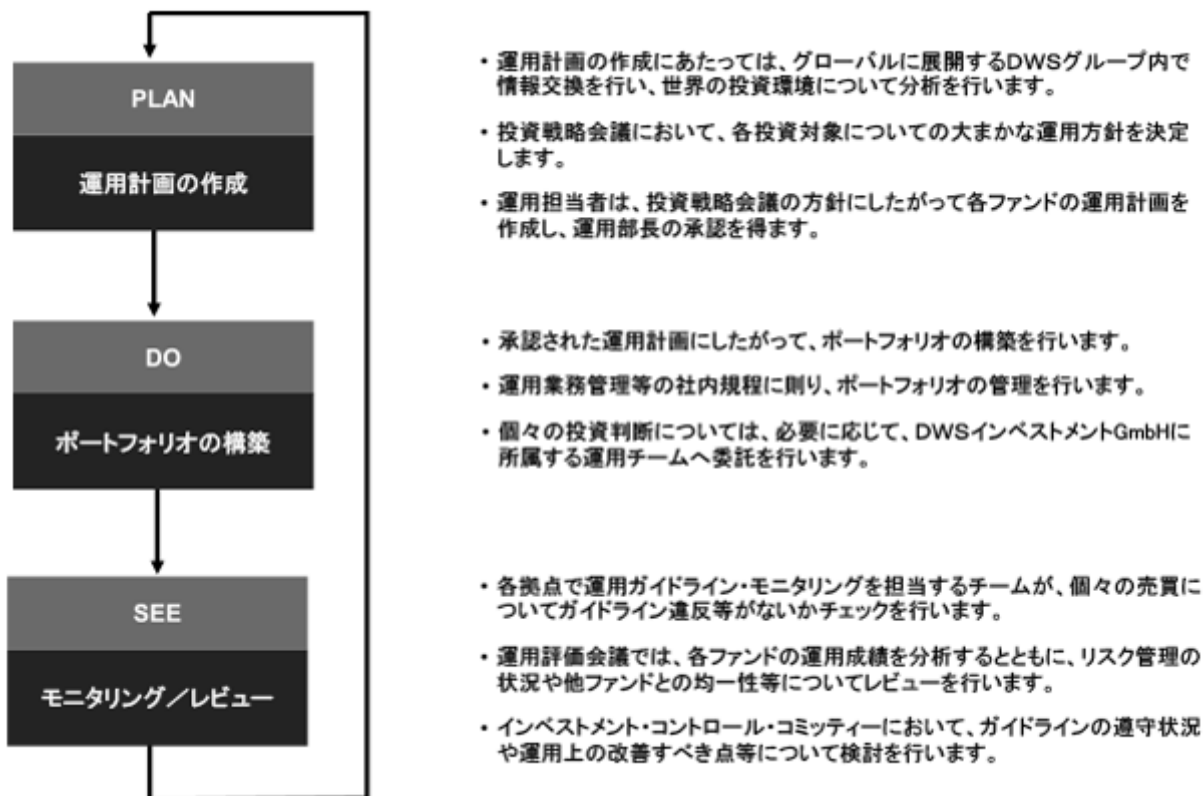 PLAN
運用計画の作成
・運用計画の作成にあたっては、グローバルに展開するDWSグループ内で
情報交換を行い、世界の投資環境について分析を行います。
・投資戦略会議において、各投資対象についての大まかな運用方針を決定
します。
・運用担当者は、投資戦略会議の方針にしたがって各ファンドの運用計画を
作成し、運用部長の承認を得ます。
DO
ポートフォリオの構築
・承認された運用計画にしたがって、ポートフォリオの構築を行います。
・運用業務管理等の社内規程に則り、ポートフォリオの管理を行います。
・個々の投資判断については、必要に応じて、DWSインベストメントGmbHに
所属する運用チームへ委託を行います。
SEE
モニタリング／レビュー
・各拠点で運用ガイドライン・モニタリングを担当するチームが、個々の売買に
ついてガイドライン違反等がないかチェックを行います。
・運用評価会議では、各ファンドの運用成績を分析するとともに、リスク管理の
状況や他ファンドとの均一性等についてレビューを行います。
・インベストメント・コントロール・コミッティーにおいて、ガイドラインの遵守状況
や運用上の改善すべき点等について検討を行います。